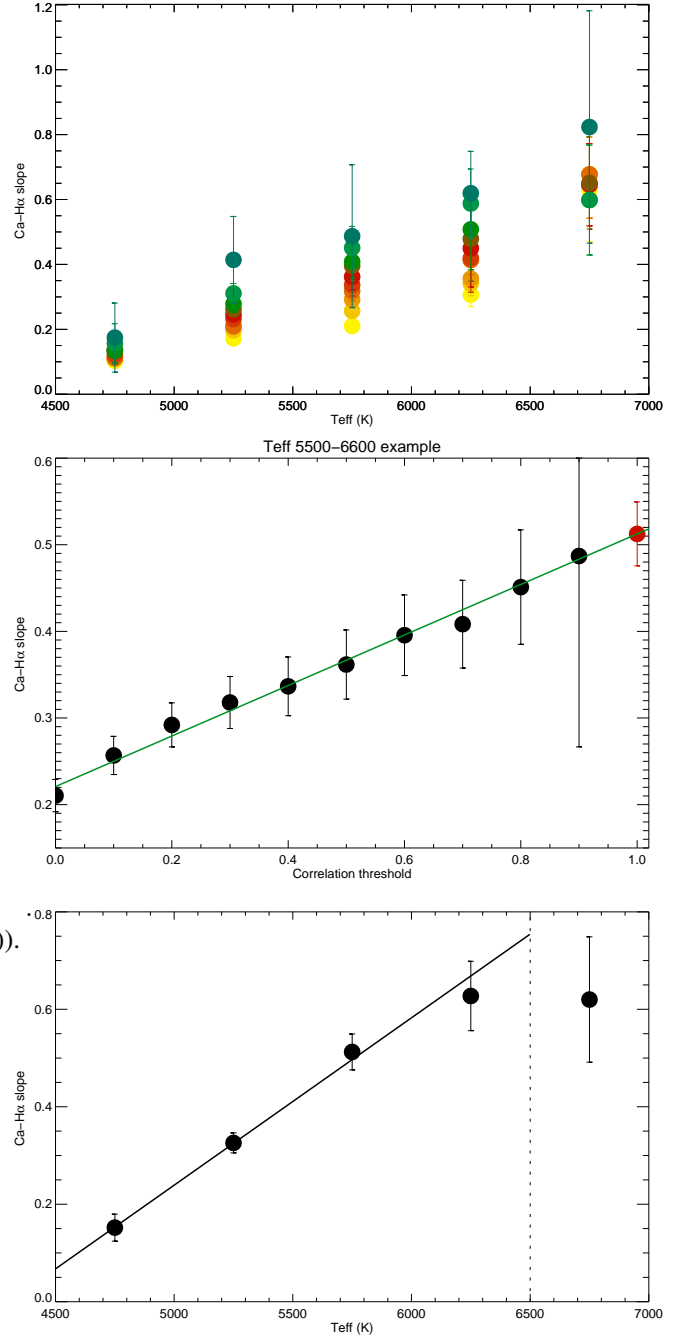 1.2
1.0
0.8
0.6
0.4
0.2
0.0
Ca–Hα slope
4500 5000 5500 6000 6500 7000
Teff (K)
Teff 5500–6600 example
0.6
0.5
0.4
0.3
0.2
Ca–Hα slope
0.0 0.2 0.4 0.6 0.8 1.0
Correlation threshold
)).
0.8
0.6
0.4
0.2
0.0
Ca–Hα slope
4500 5000 5500 6000 6500 7000
Teff (K)